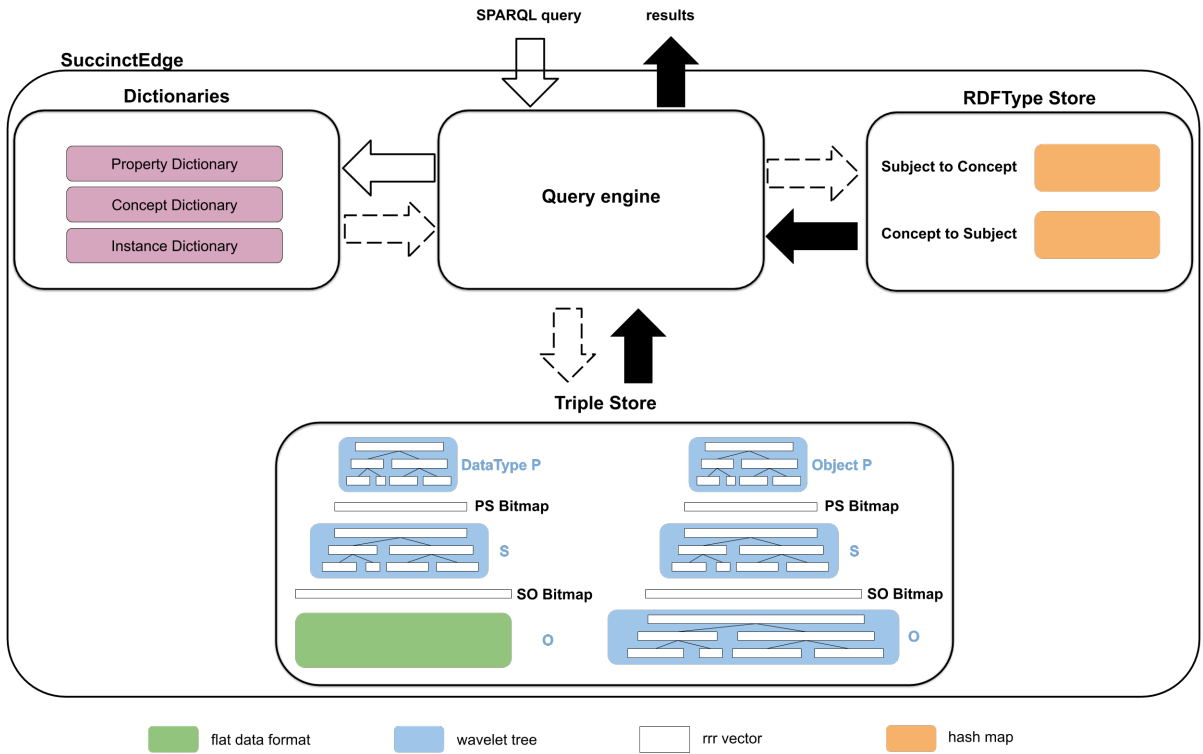 SPARQL query
results
SuccinctEdge
Dictionaries
RDFType Store
Property Dictionary
Concept Dictionary
Instance Dictionary
Query engine
Subject to Concept
Concept to Subject
Triple Store
DataType P
Object P
PS Bitmap
PS Bitmap
S
S
SO Bitmap
SO Bitmap
O
O
flat data format
wavelet tree
rrr vector
hash map